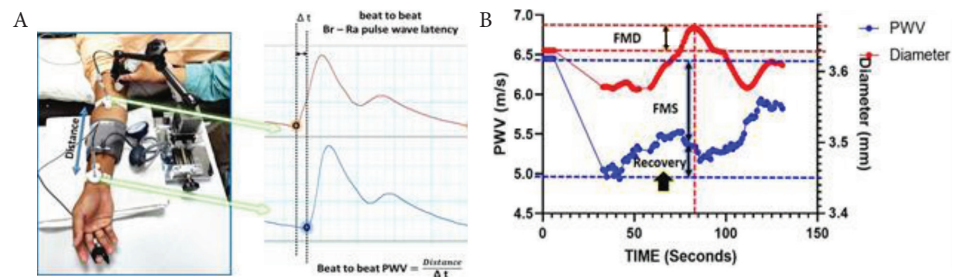 A
Distance
Δ t
beat to beat
Br – Ra pulse wave latency
Beat to beat PWV = Distance
Δ t
B
7.0
6.5
6.0
5.5
5.0
4.5
PWV (m/s)
FMD
FMS
Recovery
0
50
100
150
TIME (Seconds)
3.6
3.5
3.4
Diameter (mm)
PWV
Diameter